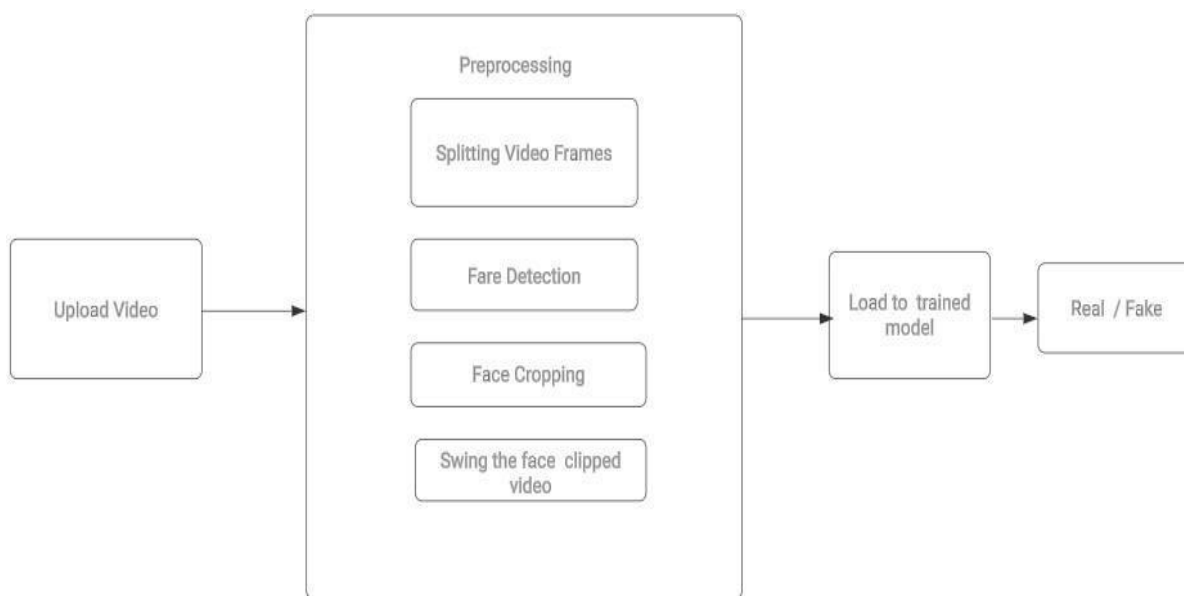 Preprocessing
Splitting Video Frames
Fare Detection
Face Cropping
Swing the face clipped
video
Upload Video
Load to trained
model
Real / Fake